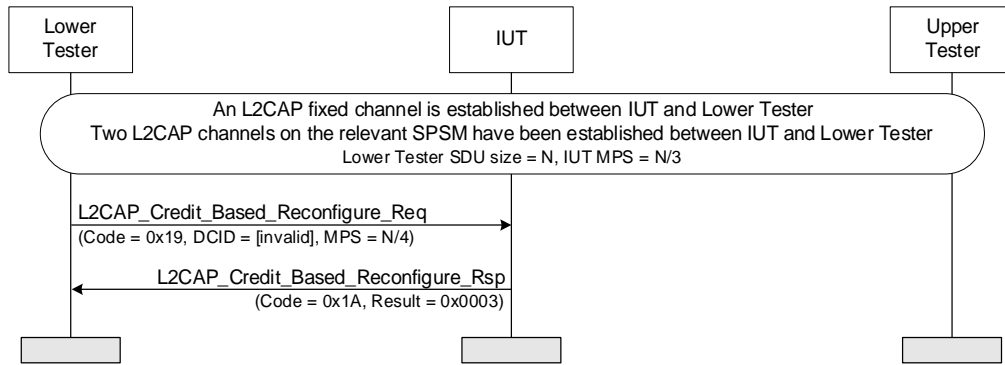 Lower
Tester
IUT
Upper
Tester
An L2CAP fixed channel is established between IUT and Lower Tester
Two L2CAP channels on the relevant SPSM have been established between IUT and Lower Tester
Lower Tester SDU size = N, IUT MPS = N/3
L2CAP_Credit_Based_Reconfigure_Req
(Code = 0x19, DCID = [invalid], MPS = N/4)
L2CAP_Credit_Based_Reconfigure_Rsp
(Code = 0x1A, Result = 0x0003)